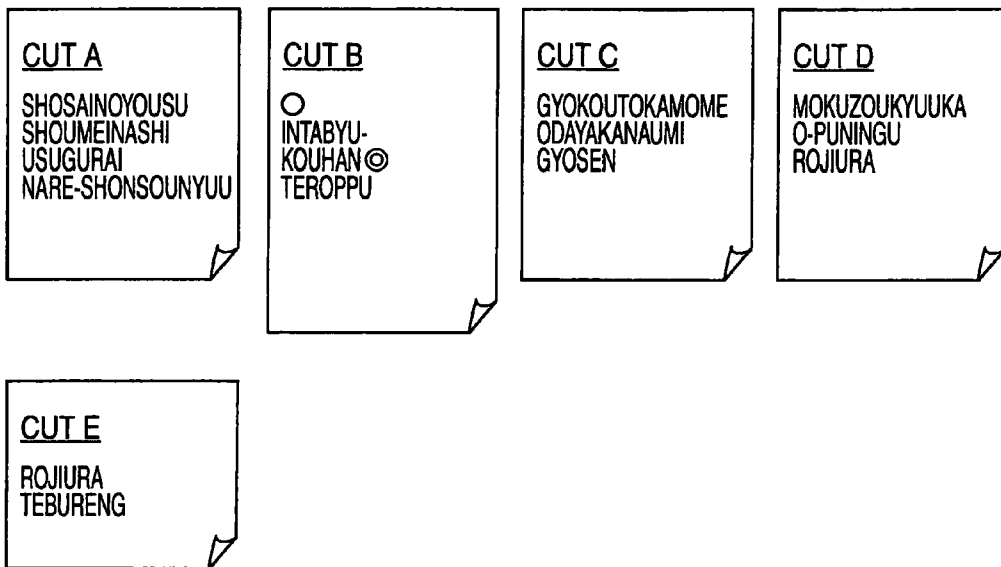 CUT A
SHOSAINOYOUSU
SHOUMEINASHI
USUGURAI
NARE-SHONSOUNYUU
CUT B
○
INTABYU-
KOUHAN◎
TEROPPU
CUT C
GYOKOUTOKAMOME
ODAYAKANAUMI
GYOSEN
CUT D
MOKUZOUKYUUKA
O-PUNINGU
ROJIURA
CUT E
ROJIURA
TEBURENG